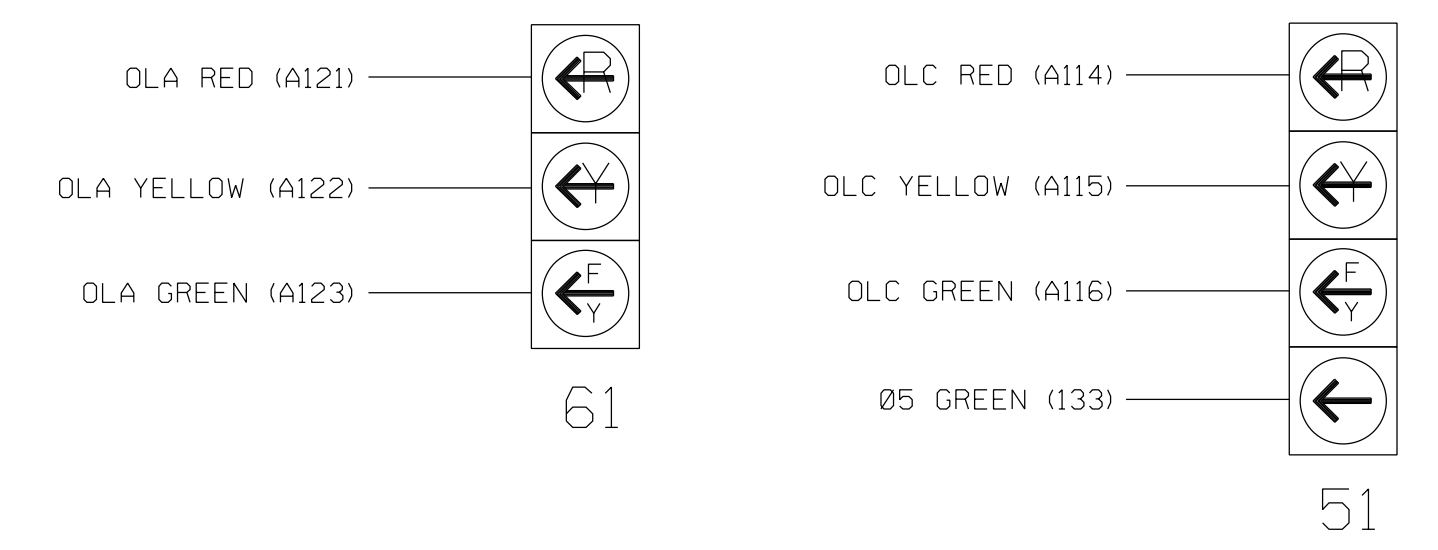 OLA RED (A121)
R
OLA YELLOW (A122)
Y
OLA GREEN (A123)
F
Y
61
OLC RED (A114)
R
OLC YELLOW (A115)
Y
OLC GREEN (A116)
F
Y
Ø5 GREEN (133)
51